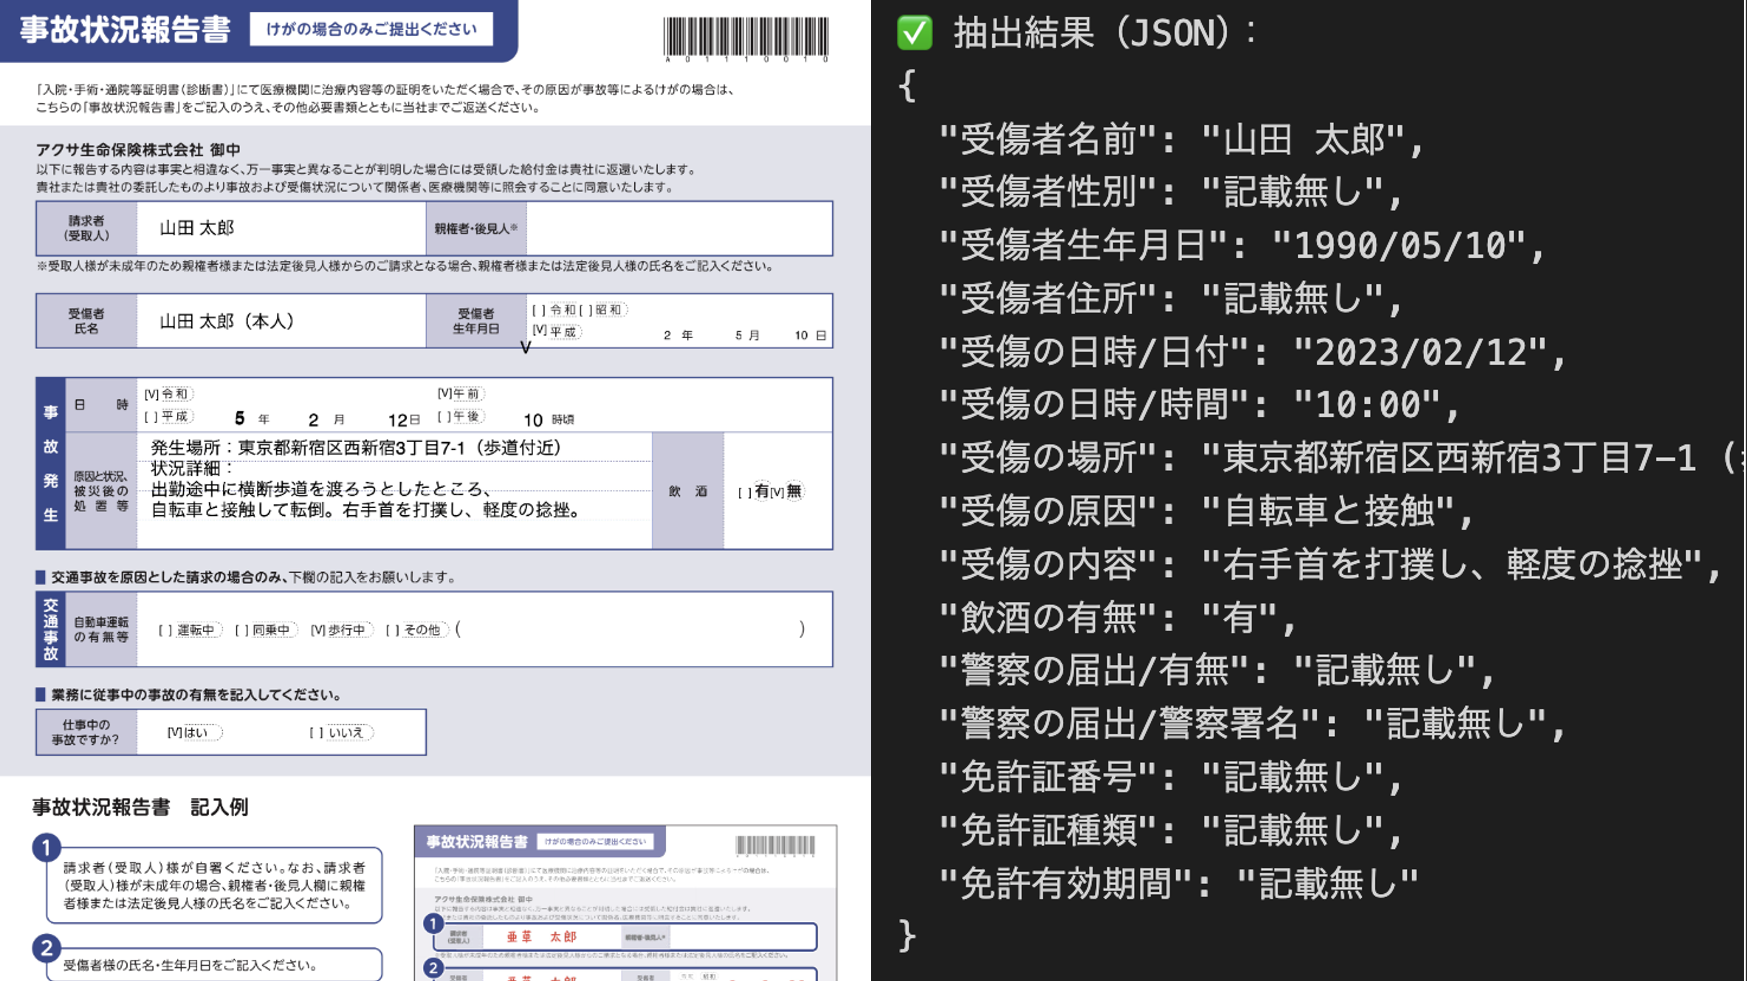 事故状況報告書 けがの場合のみご提出ください
A 0 1 1 1 0 0 1 0
「入院・手術・通院等証明書(診断書)」にて医療機関に治療内容等の証明をいただく場合で、その原因が事故等によるけがの場合は、
こちらの「事故状況報告書」をご記入のうえ、その他必要書類とともに当社までご返送ください。
アクサ生命保険株式会社 御中
以下に報告する内容は事実と相違なく、万一事実と異なることが判明した場合には受領した給付金は貴社に返還いたします。
貴社または貴社の委託したものより事故および受傷状況について関係者、医療機関等に照会することに同意いたします。
請求者
(受取人)
山田 太郎
親権者・後見人※
※受取人様が未成年のため親権者様または法定後見人様からのご請求となる場合、親権者様または法定後見人様の氏名をご記入ください。
受傷者
氏名
山田 太郎（本人）
受傷者
生年月日
[ ] 令和 [ ] 昭和
[V] 平成
2 年 5 月 10 日
V
事故発生
日 時
[V] 令和
[ ] 平成
5 年 2 月 12日
[V] 午前
[ ] 午後
10 時頃
原因と状況、
被災後の
処置等
発生場所：東京都新宿区西新宿3丁目7-1（歩道付近）
状況詳細：
出勤途中に横断歩道を渡ろうとしたところ、
自転車と接触して転倒。右手首を打撲し、軽度の捻挫。
飲 酒
[ ] 有 [V] 無
■ 交通事故を原因とした請求の場合のみ、下欄の記入をお願いします。
交通事故
自動車運転
の有無等
[ ] 運転中 [ ] 同乗中 [V] 歩行中 [ ] その他 ( )
■ 業務に従事中の事故の有無を記入してください。
仕事中の
事故ですか?
[V] はい [ ] いいえ
事故状況報告書 記入例
1
請求者(受取人)様が自署ください。なお、請求者
(受取人)様が未成年の場合、親権者・後見人欄に親権
者様または法定後見人様の氏名をご記入ください。
2
受傷者様の氏名・生年月日をご記入ください。
事故状況報告書 けがの場合のみご提出ください
アクサ生命保険株式会社 御中
1
請求者
(受取人)
亜草 太郎
親権者・後見人※
2
✅ 抽出結果（JSON）：
{
"受傷者名前": "山田 太郎",
"受傷者性別": "記載無し",
"受傷者生年月日": "1990/05/10",
"受傷者住所": "記載無し",
"受傷の日時/日付": "2023/02/12",
"受傷の日時/時間": "10:00",
"受傷の場所": "東京都新宿区西新宿3丁目7−1（
"受傷の原因": "自転車と接触",
"受傷の内容": "右手首を打撲し、軽度の捻挫",
"飲酒の有無": "有",
"警察の届出/有無": "記載無し",
"警察の届出/警察署名": "記載無し",
"免許証番号": "記載無し",
"免許証種類": "記載無し",
"免許有効期間": "記載無し"
}